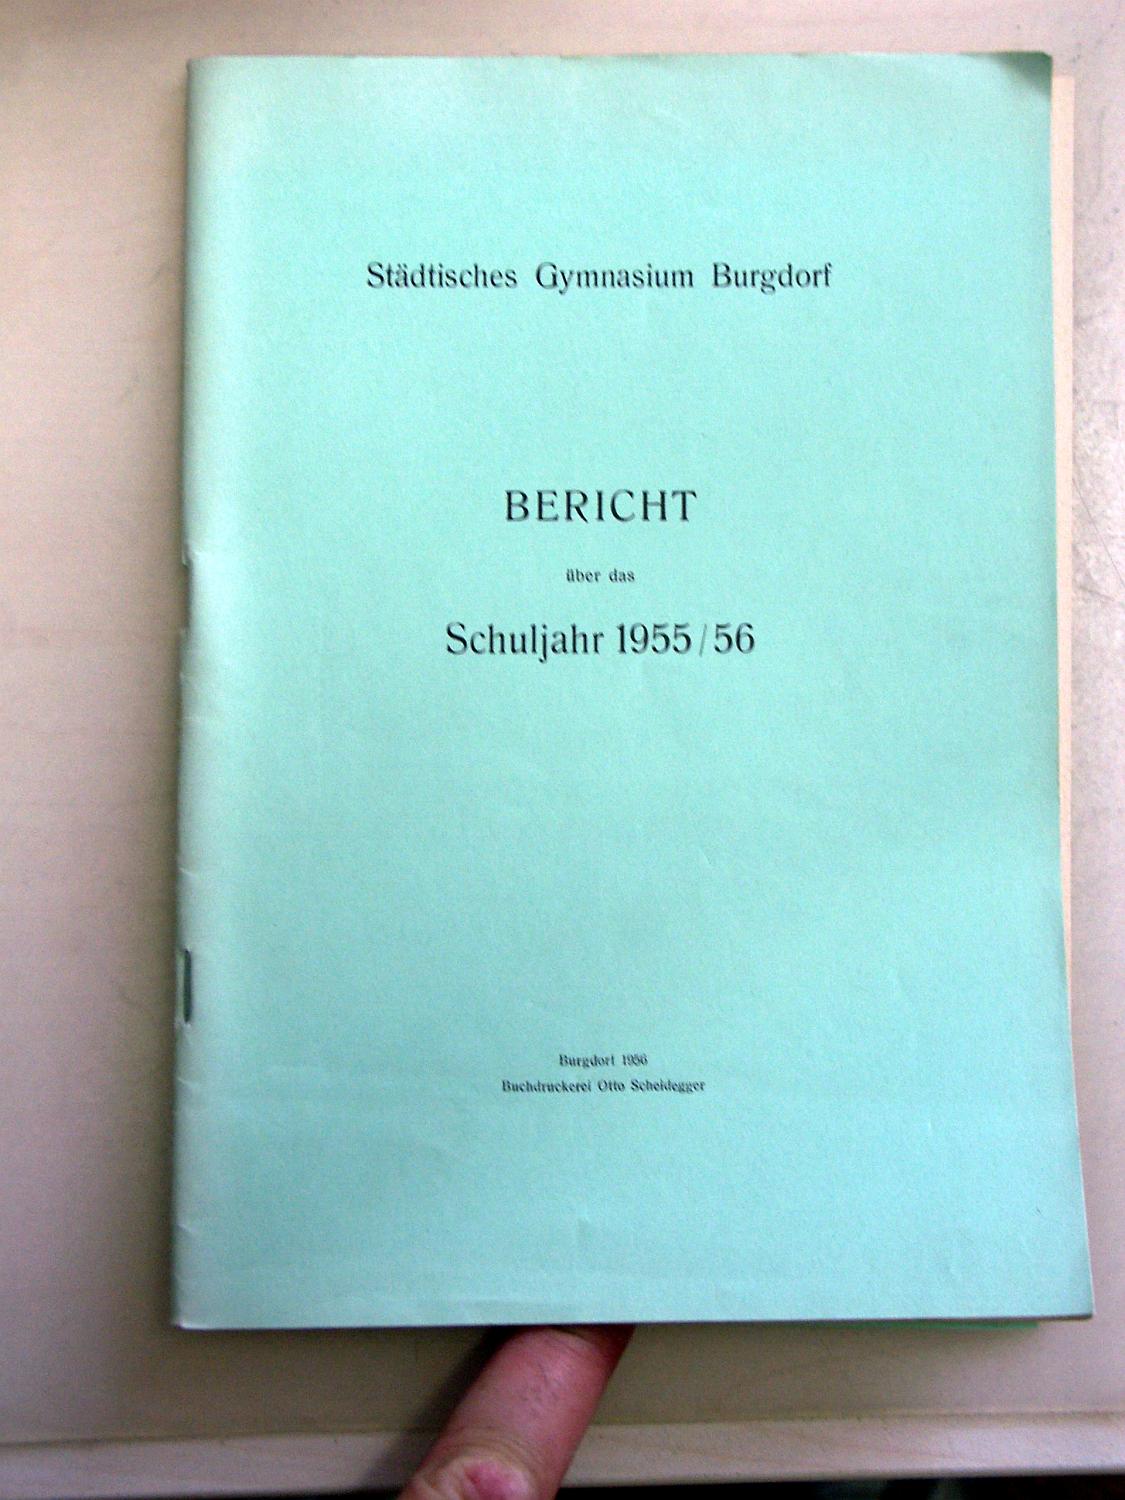 Städtisches Gymnasium Burgdorf
BERICHT
über das
Schuljahr 1955/56
Burgdorf 1956
Buchdruckerei Otto Scheidegger